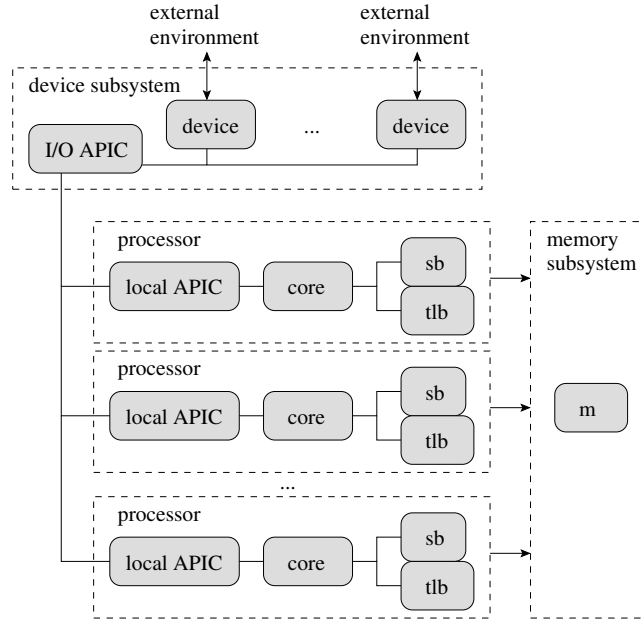 external
environment
external
environment
device subsystem
device
...
device
I/O APIC
processor
local APIC
core
sb
tlb
memory
subsystem
processor
local APIC
core
sb
tlb
m
...
processor
local APIC
core
sb
tlb